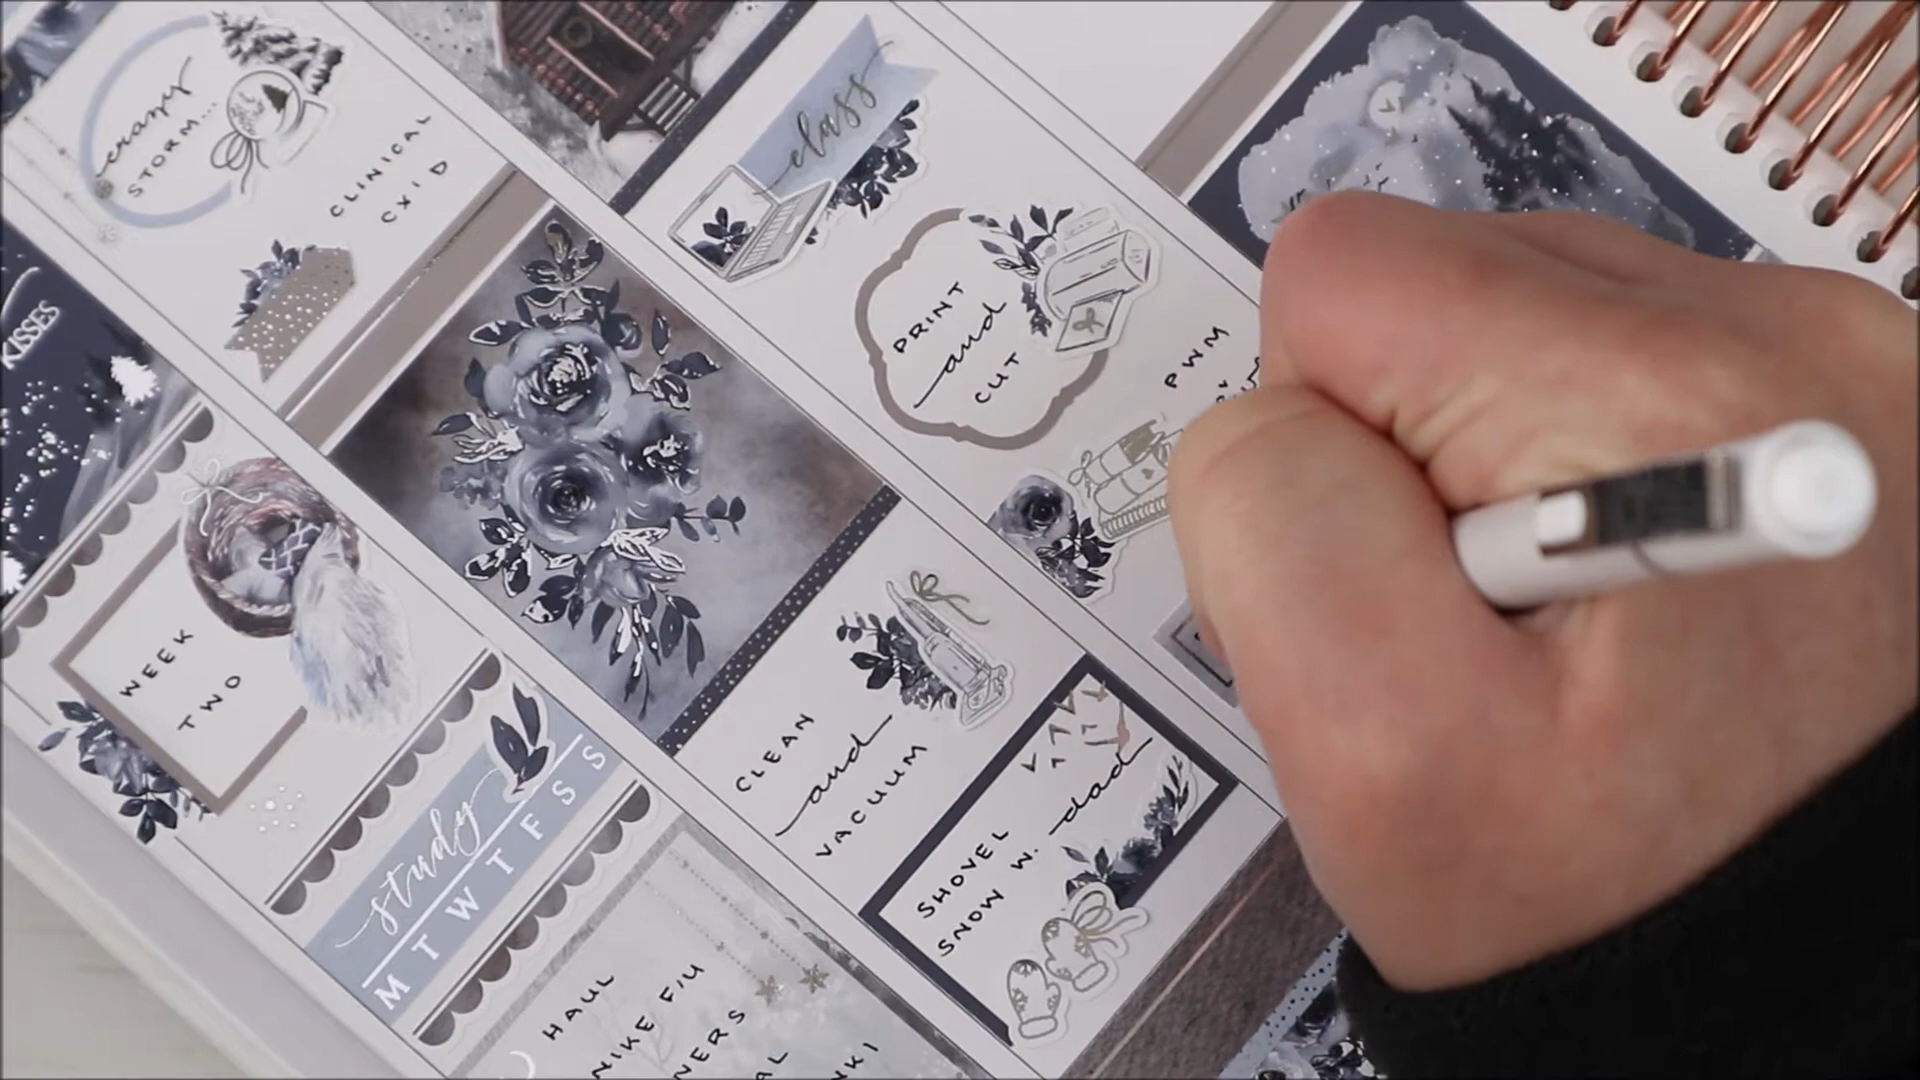 crazy
STORM...
CLINICAL
CXID
KISSES
WEEK
TWO
study
M T W T F S S
HAUL
NIKE F/U
class
PRINT
and
CUT
PWM
CLEAN
and
VACUUM
SHOVEL
SNOW W.
dad